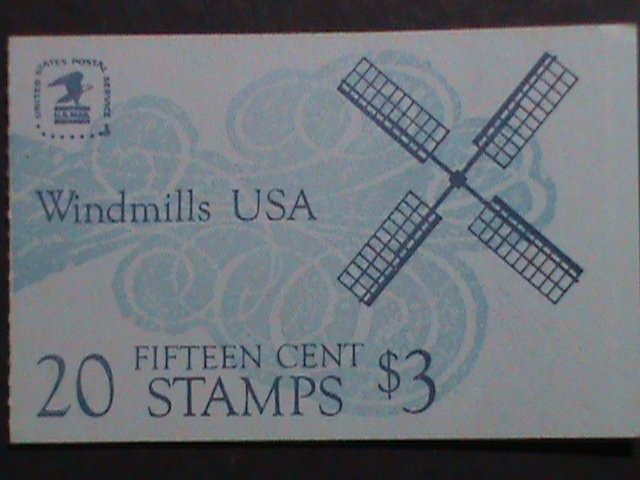 UNITED STATES POSTAL SERVICE
U.S. MAIL
Windmills USA
20 FIFTEEN CENT STAMPS $3